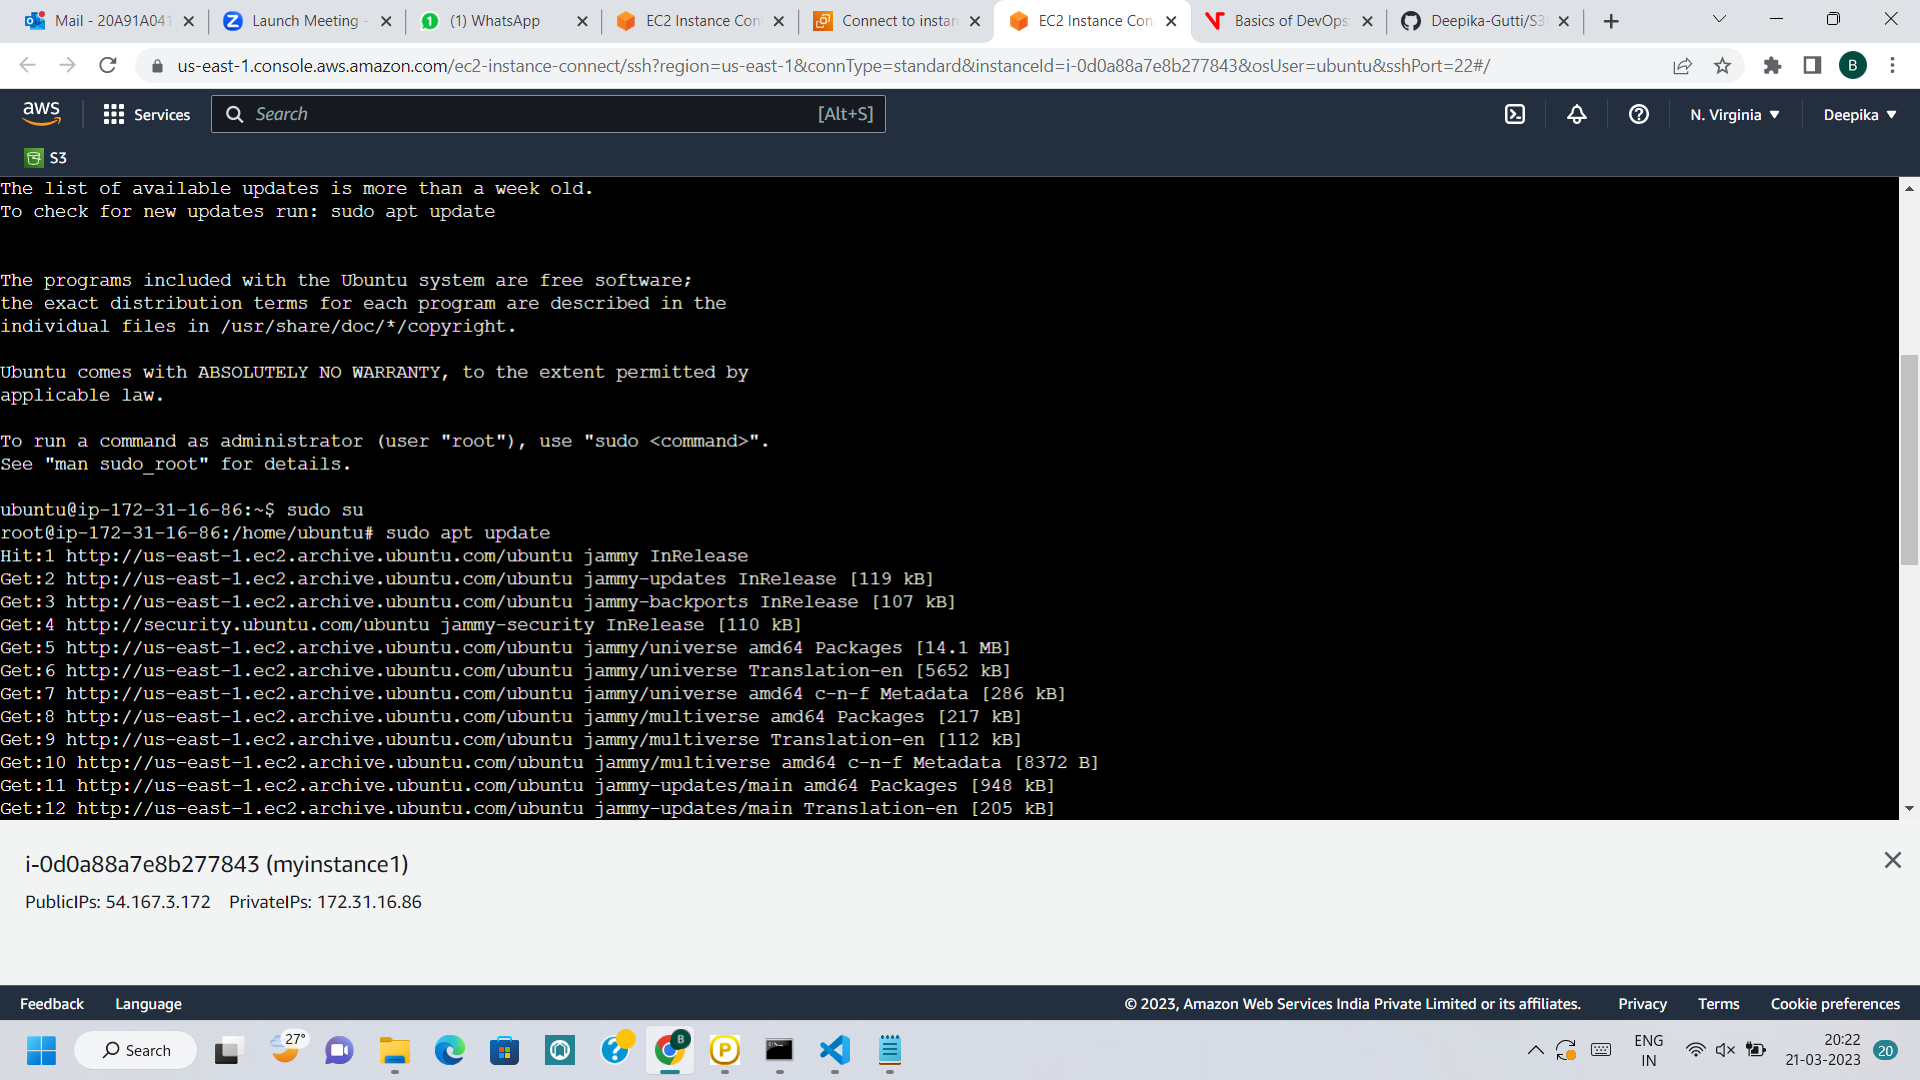 Mail - 20A91A041
Launch Meeting -
(1) WhatsApp
EC2 Instance Con
Connect to instan
EC2 Instance Con
Basics of DevOps
Deepika-Gutti/S3
us-east-1.console.aws.amazon.com/ec2-instance-connect/ssh?region=us-east-1&connType=standard&instanceId=i-0d0a88a7e8b277843&osUser=ubuntu&sshPort=22#/
B
aws
Services
Search
[Alt+S]
N. Virginia
Deepika
S3
The list of available updates is more than a week old.
To check for new updates run: sudo apt update
The programs included with the Ubuntu system are free software;
the exact distribution terms for each program are described in the
individual files in /usr/share/doc/*/copyright.
Ubuntu comes with ABSOLUTELY NO WARRANTY, to the extent permitted by
applicable law.
To run a command as administrator (user "root"), use "sudo <command>".
See "man sudo_root" for details.
ubuntu@ip-172-31-16-86:~$ sudo su
root@ip-172-31-16-86:/home/ubuntu# sudo apt update
Hit:1 http://us-east-1.ec2.archive.ubuntu.com/ubuntu jammy InRelease
Get:2 http://us-east-1.ec2.archive.ubuntu.com/ubuntu jammy-updates InRelease [119 kB]
Get:3 http://us-east-1.ec2.archive.ubuntu.com/ubuntu jammy-backports InRelease [107 kB]
Get:4 http://security.ubuntu.com/ubuntu jammy-security InRelease [110 kB]
Get:5 http://us-east-1.ec2.archive.ubuntu.com/ubuntu jammy/universe amd64 Packages [14.1 MB]
Get:6 http://us-east-1.ec2.archive.ubuntu.com/ubuntu jammy/universe Translation-en [5652 kB]
Get:7 http://us-east-1.ec2.archive.ubuntu.com/ubuntu jammy/universe amd64 c-n-f Metadata [286 kB]
Get:8 http://us-east-1.ec2.archive.ubuntu.com/ubuntu jammy/multiverse amd64 Packages [217 kB]
Get:9 http://us-east-1.ec2.archive.ubuntu.com/ubuntu jammy/multiverse Translation-en [112 kB]
Get:10 http://us-east-1.ec2.archive.ubuntu.com/ubuntu jammy/multiverse amd64 c-n-f Metadata [8372 B]
Get:11 http://us-east-1.ec2.archive.ubuntu.com/ubuntu jammy-updates/main amd64 Packages [948 kB]
Get:12 http://us-east-1.ec2.archive.ubuntu.com/ubuntu jammy-updates/main Translation-en [205 kB]
i-0d0a88a7e8b277843 (myinstance1)
PublicIPs: 54.167.3.172 PrivateIPs: 172.31.16.86
Feedback Language
© 2023, Amazon Web Services India Private Limited or its affiliates. Privacy Terms Cookie preferences
Search
27°
B
P
ENG
IN
20:22
21-03-2023
20